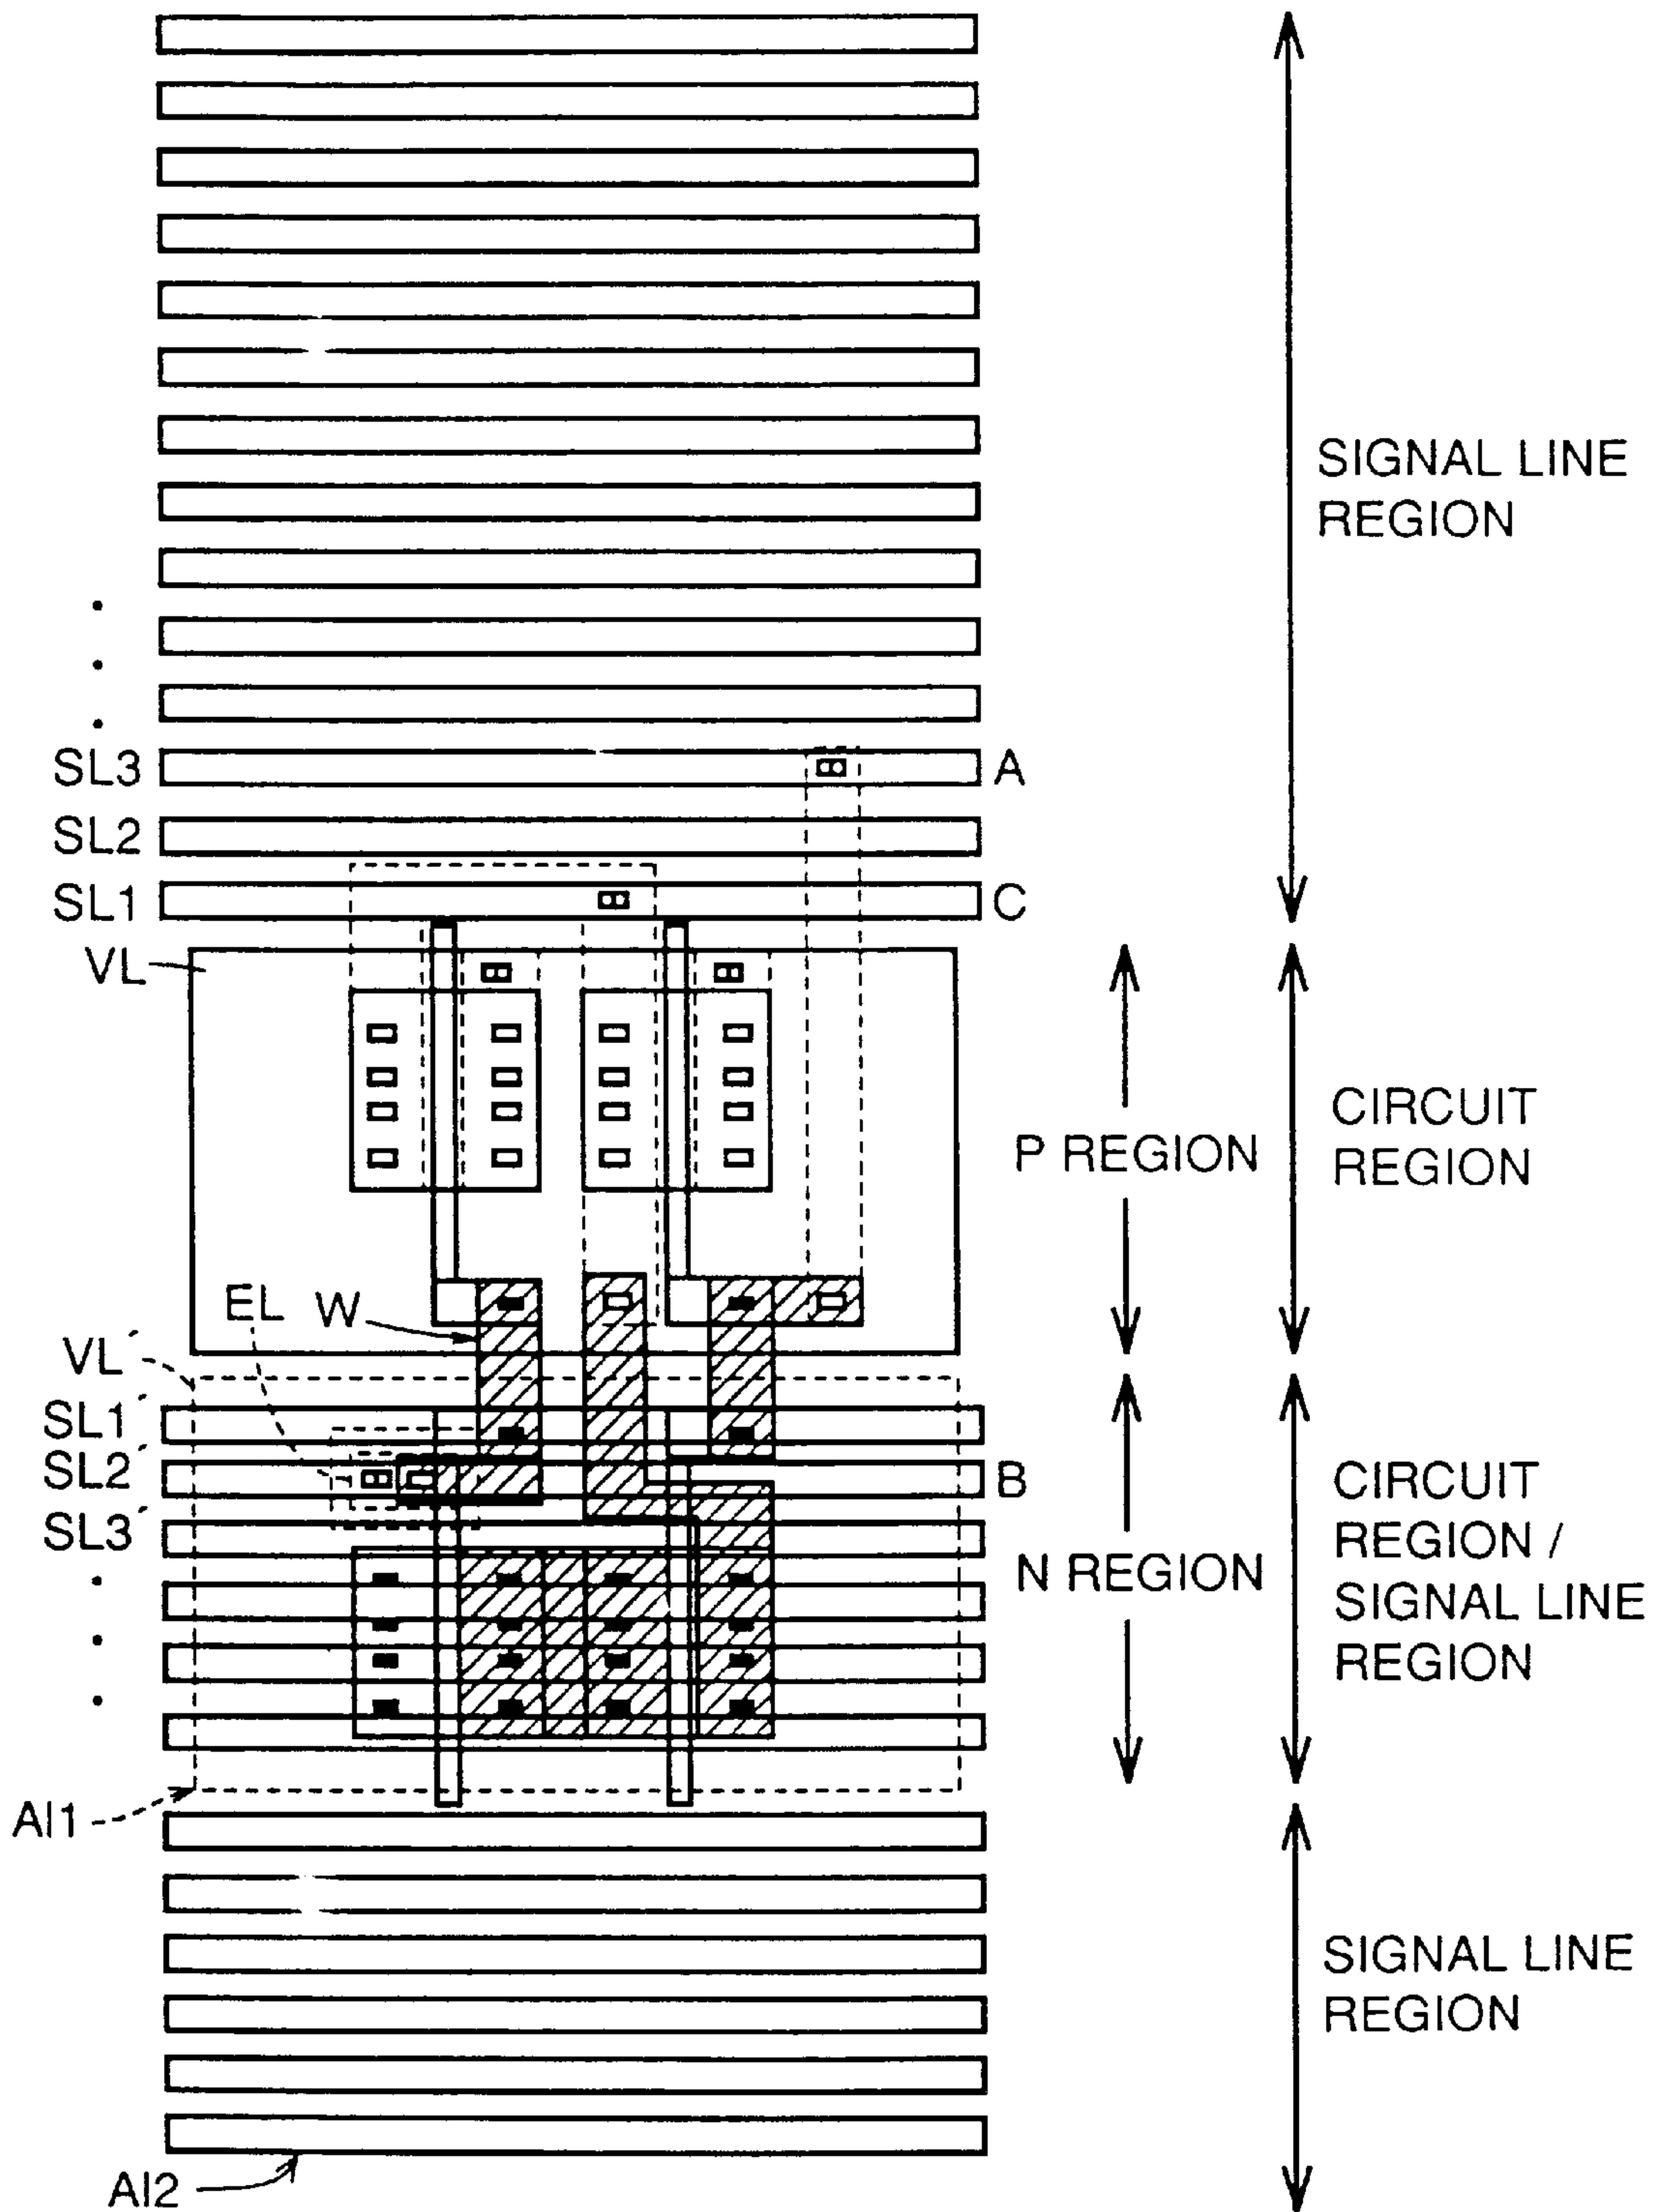 SIGNAL LINE
REGION
SL3
A
SL2
SL1
C
VL
CIRCUIT
REGION
P REGION
EL
W
VL´
SL1´
SL2´
B
SL3´
CIRCUIT
REGION /
SIGNAL LINE
REGION
N REGION
Al1
SIGNAL LINE
REGION
Al2